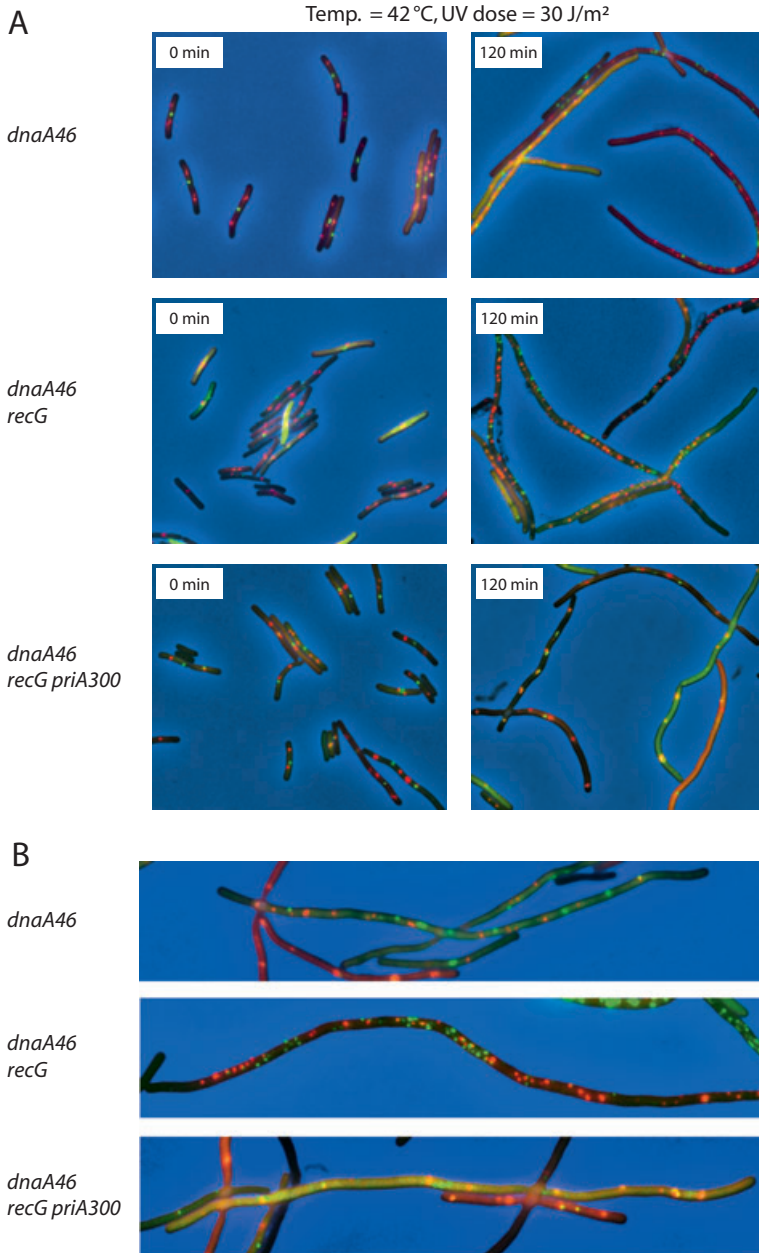 A
Temp. = 42 °C, UV dose = 30 J/m²
dnaA46
0 min
120 min
dnaA46
recG
0 min
120 min
dnaA46
recG priA300
0 min
120 min
B
dnaA46
dnaA46
recG
dnaA46
recG priA300